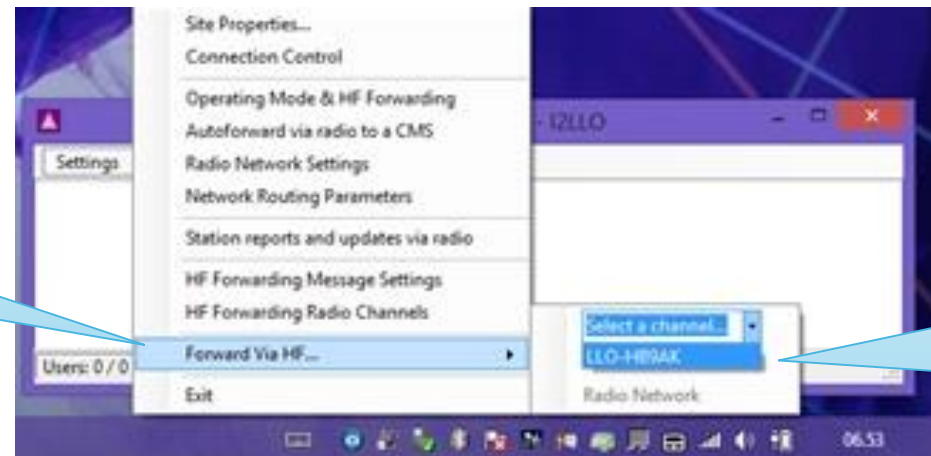 Site Properties...
Connection Control
Operating Mode & HF Forwarding
- I2LLO
Autoforward via radio to a CMS
Settings
Radio Network Settings
Network Routing Parameters
Station reports and updates via radio
HF Forwarding Message Settings
HF Forwarding Radio Channels
Select a channel...
Forward Via HF...
LLO-HB9AK
Users: 0 / 0
Exit
Radio Network
06.53